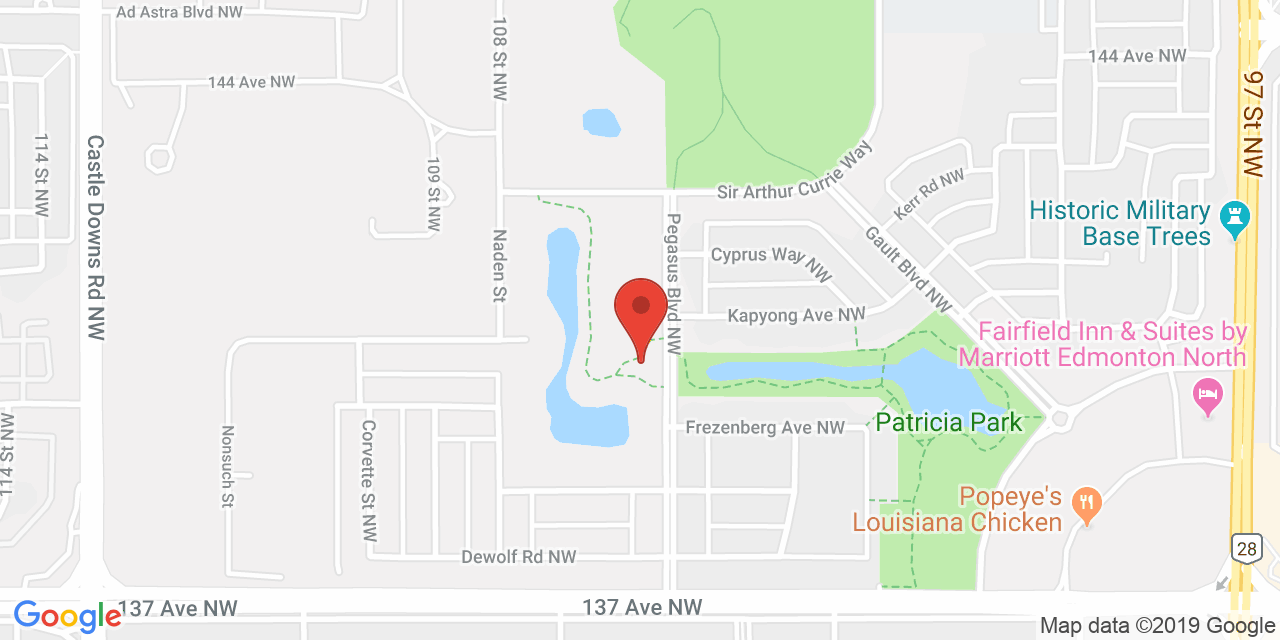 Ad Astra Blvd NW
108 St NW
144 Ave NW
144 Ave NW
97 St NW
114 St NW
Castle Downs Rd NW
109 St NW
Sir Arthur Currie Way
Kerr Rd NW
Historic Military
Base Trees
Naden St
Pegasus Blvd NW
Cyprus Way NW
Gault Blvd NW
Kapyong Ave NW
Fairfield Inn & Suites by
Marriott Edmonton North
Patricia Park
Frezenberg Ave NW
114 St NW
Nonsuch St
Corvette St NW
Popeye's
Louisiana Chicken
Dewolf Rd NW
28
137 Ave NW
137 Ave NW
Google
Map data ©2019 Google